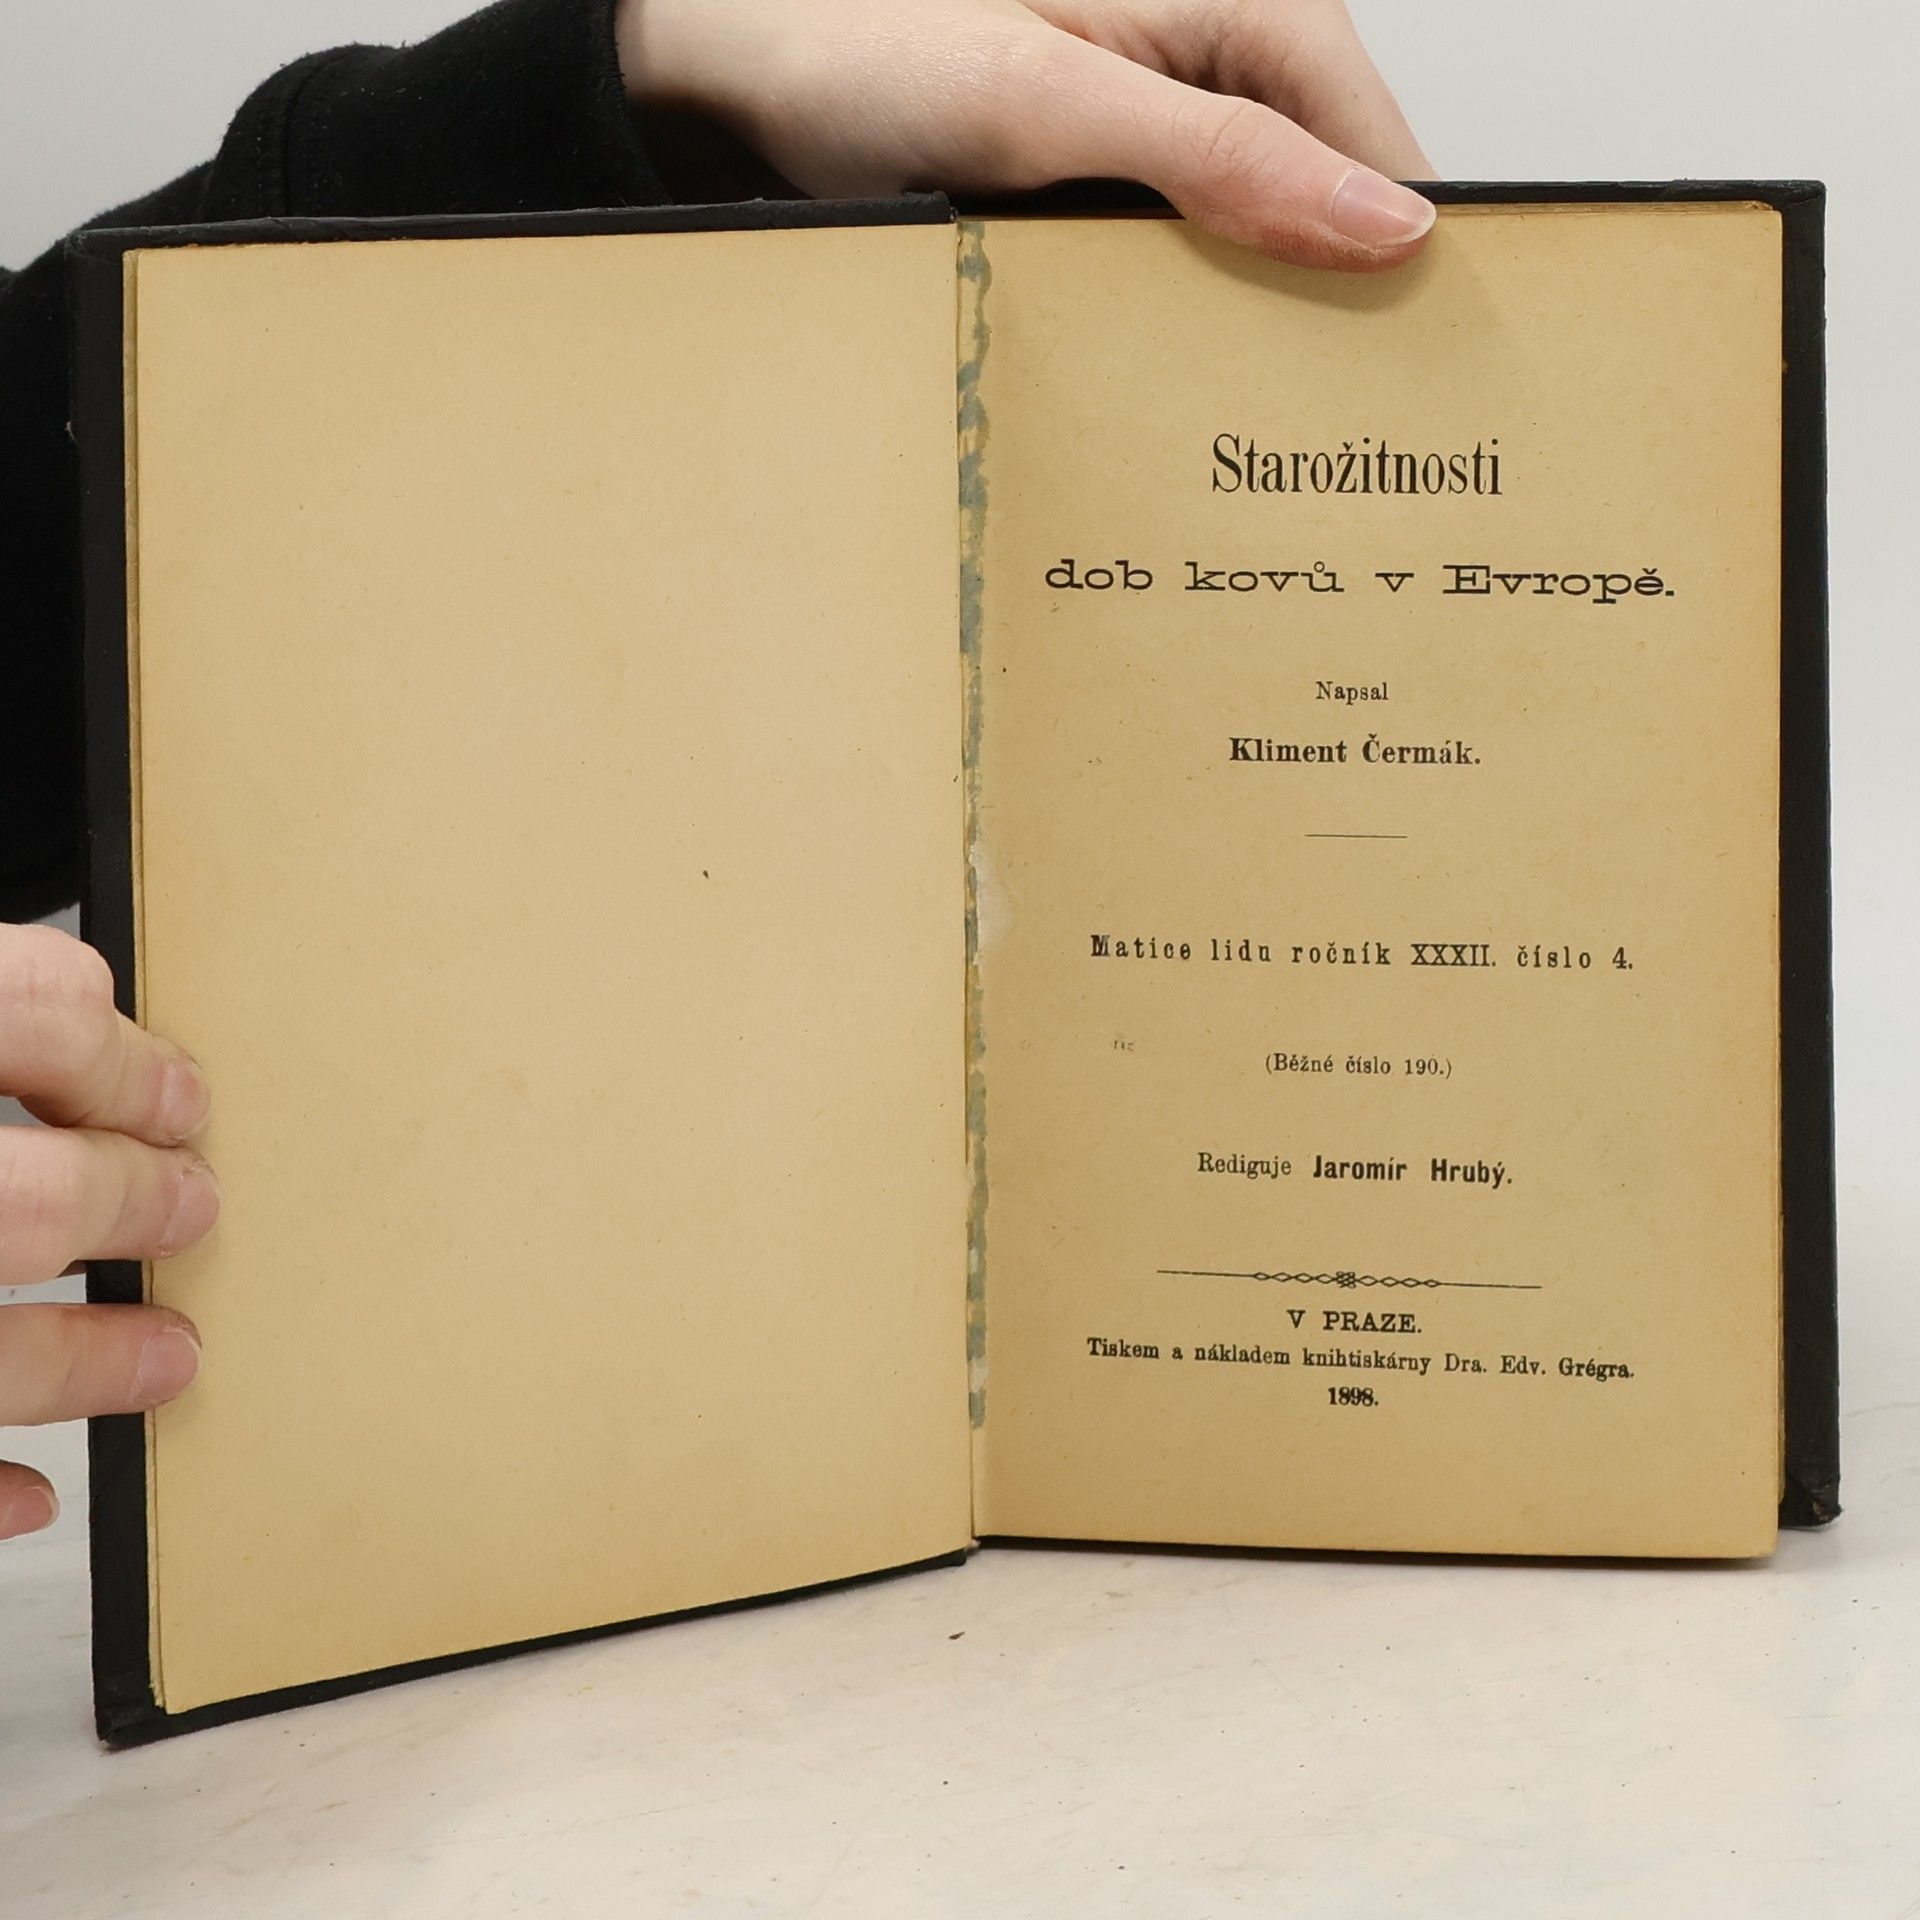 Starožitnosti
dob kovů v Evropě.
Napsal
Kliment Čermák.
Matice lidu ročník XXXII. číslo 4.
(Běžné číslo 190.)
Rediguje Jaromír Hrubý.
V PRAZE.
Tiskem a nákladem knihtiskárny Dra. Edv. Grégra.
1898.